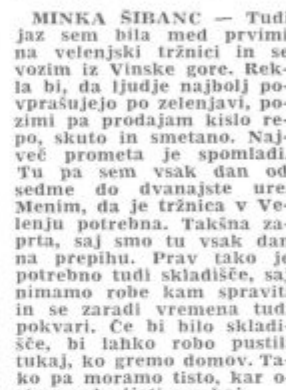 MINKA ŠIBANC — Tudi
jaz sem bila med prvimi
na velenjski tržnici in se
vozim iz Vinske gore. Rek-
la bi, da ljudje najbolj po-
vprašujejo po zelenjavi, po-
zimi pa prodajam kislo re-
po, skuto in smetano. Naj-
več prometa je spomladi.
Tu pa sem vsak dan od
sedme do dvanajste ure.
Menim, da je tržnica v Ve-
lenju potrebna. Takšna za-
prta, saj smo tu vsak dan
na prepihu. Prav tako je
potrebno tudi skladišče, saj
nimamo robe kam spraviti
in se zaradi vremena tudi
pokvari. Če bi bilo skladi-
šče, bi lahko robo pustili
tukaj, ko gremo domov. Ta-
ko pa moramo tisto, kar o-